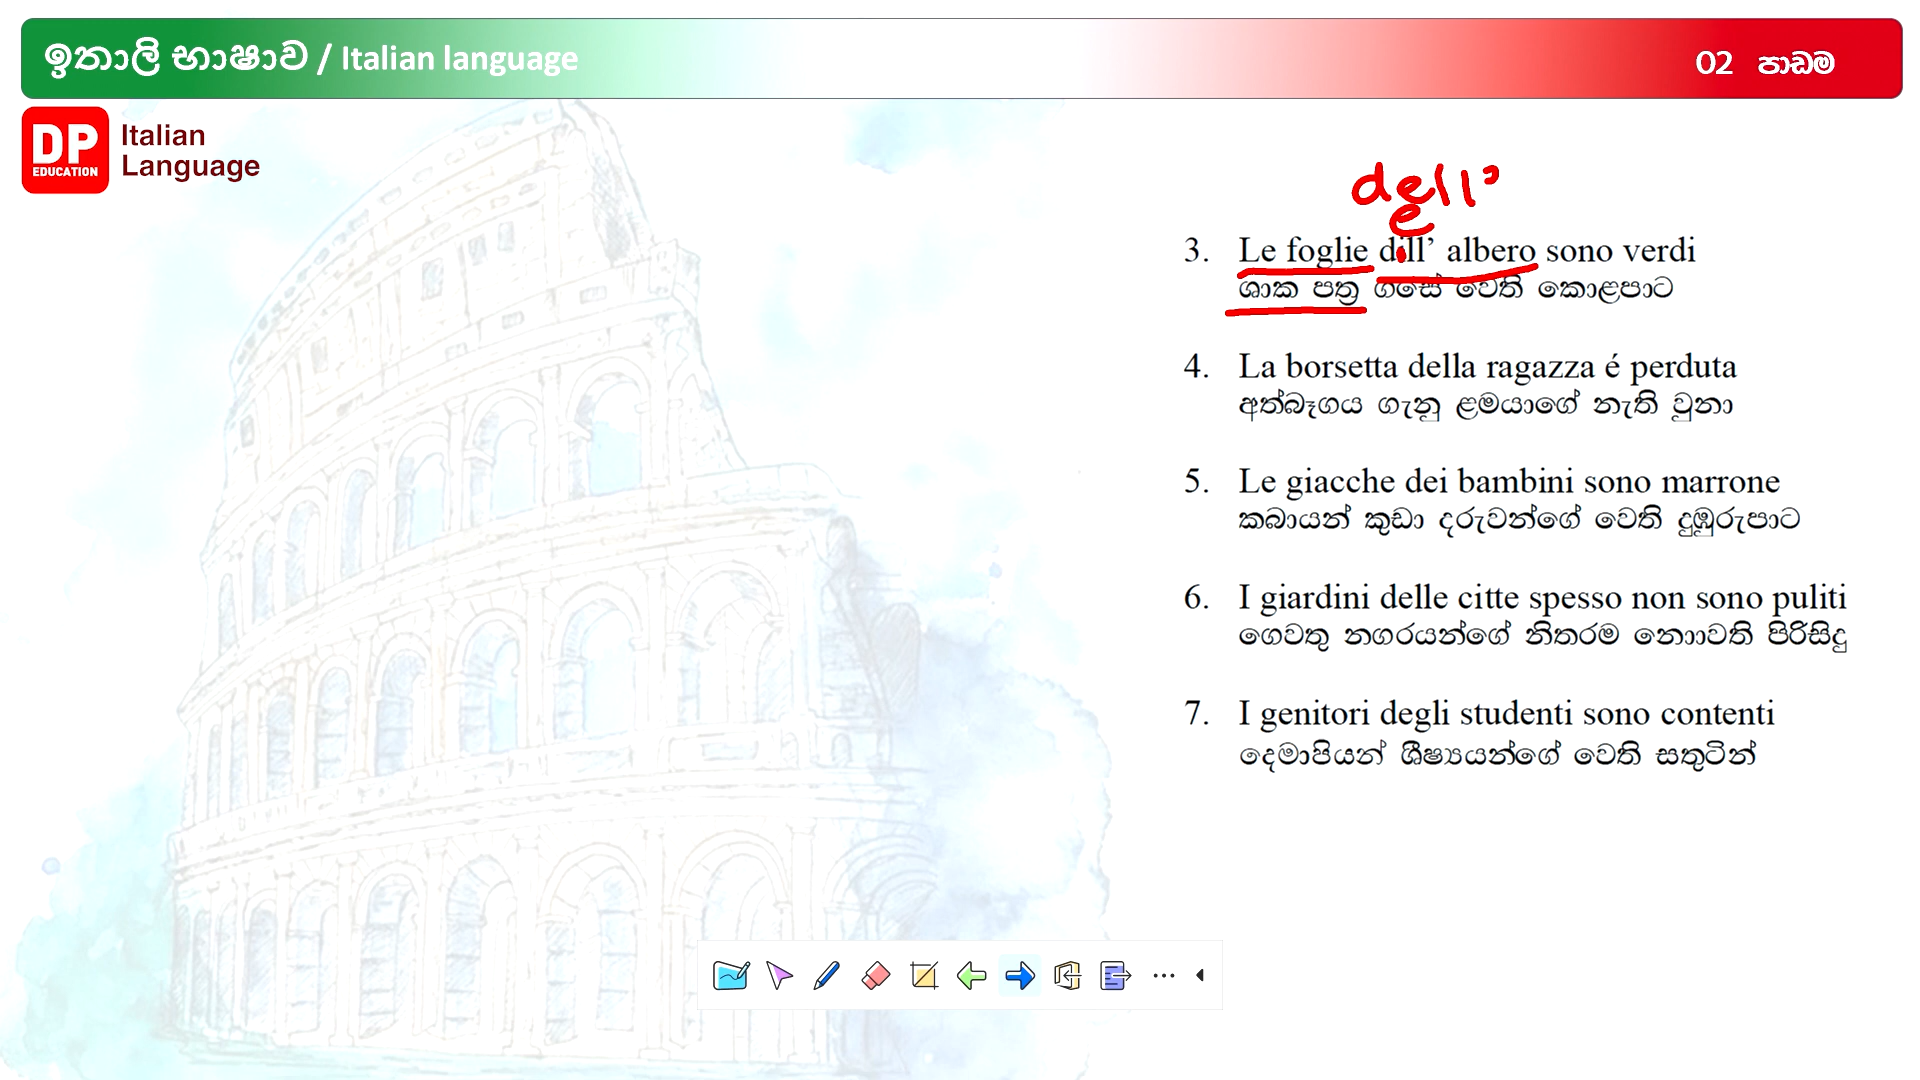 ඉතාලි භාෂාව / Italian language
02 පාඩම
DP
EDUCATION
Italian
Language
dell'
e
3. Le foglie dill’ albero sono verdi
ශාක පත්‍ර ගසේ වෙති කොළපාට
4. La borsetta della ragazza é perduta
අත්බෑගය ගැනු ළමයාගේ නැති වුනා
5. Le giacche dei bambini sono marrone
කබායන් කුඩා දරුවන්ගේ වෙති දුඹුරුපාට
6. I giardini delle citte spesso non sono puliti
ගෙවතු නගරයන්ගේ නිතරම නොාවති පිරිසිදු
7. I genitori degli studenti sono contenti
දෙමාපියන් ශීෂ්‍යයන්ගේ වෙති සතුටින්